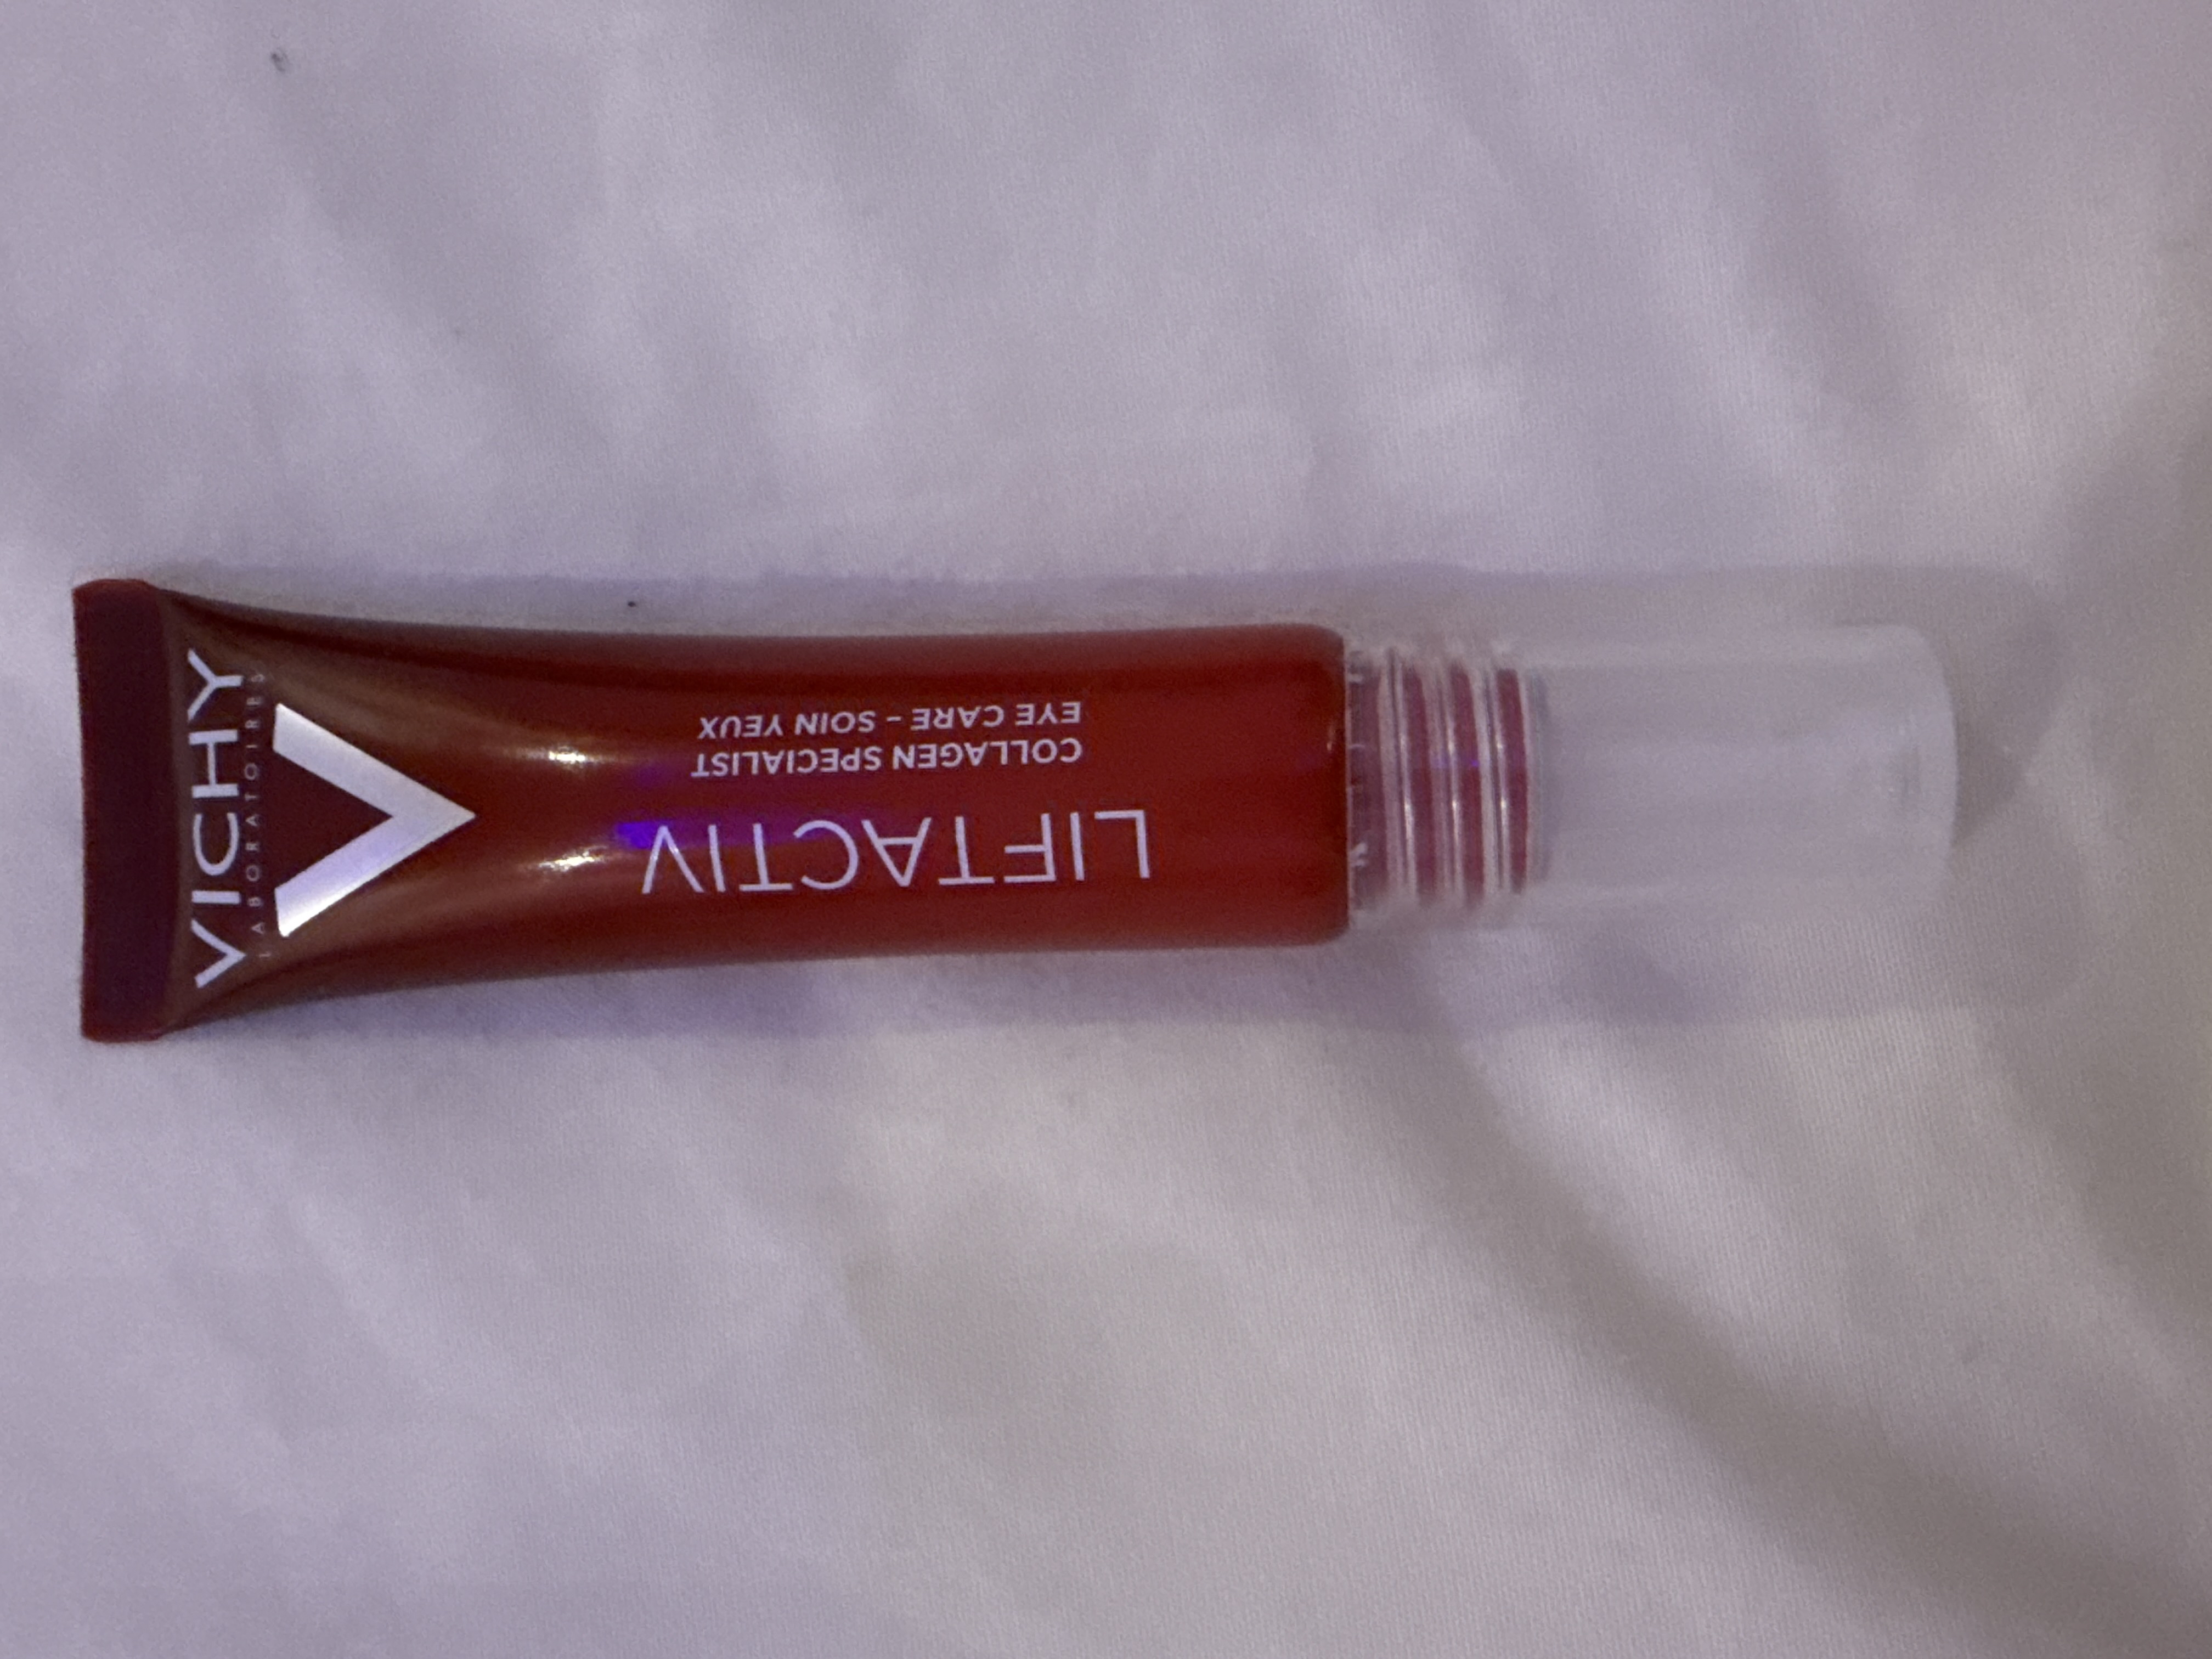 VICHY
LABORATOIRES
LIFTACTIV
COLLAGEN SPECIALIST
EYE CARE - SOIN YEUX